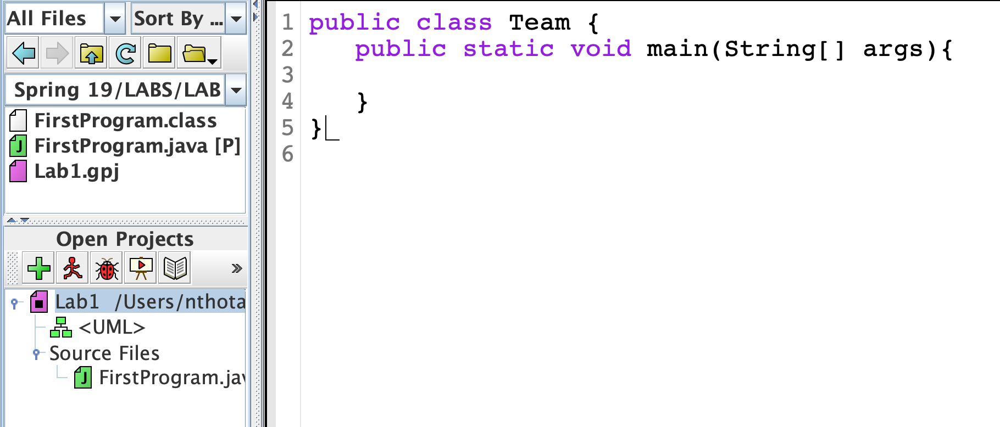 All Files
Sort By ...
Spring 19/LABS/LAB
FirstProgram.class
FirstProgram.java [P]
Lab1.gpj
Open Projects
»
Lab1 /Users/nthota
<UML>
Source Files
J FirstProgram.jav
1 public class Team {
2 public static void main(String[] args){
3
4 }
5 }
6